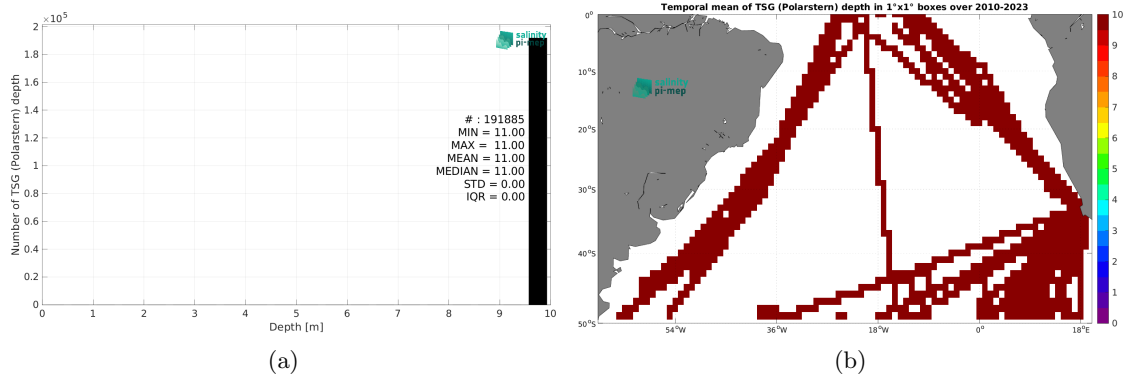 ×10⁵
2
1.8
1.6
1.4
1.2
1
0.8
0.6
0.4
0.2
0
Number of TSG (Polarstern) depth
salinity
pi-mep
# : 191885
MIN = 11.00
MAX = 11.00
MEAN = 11.00
MEDIAN = 11.00
STD = 0.00
IQR = 0.00
0 1 2 3 4 5 6 7 8 9 10
Depth [m]
(a)
Temporal mean of TSG (Polarstern) depth in 1°x1° boxes over 2010-2023
0°
10°S
20°S
30°S
40°S
50°S
salinity
pi-mep
54°W 36°W 18°W 0° 18°E
10
9
8
7
6
5
4
3
2
1
0
(b)